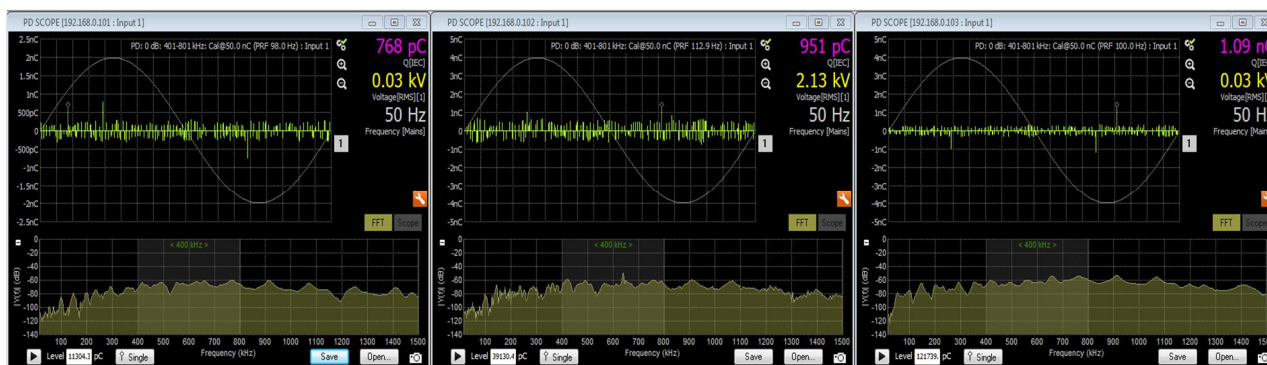 PD SCOPE [192.168.0.101 : Input 1]
2.5nC
PD: 0 dB: 401-801 kHz: Cal@50.0 nC (PRF 98.0 Hz) : Input 1
768 pC
Q[IEC]
2nC
1.5nC
0.03 kV
Voltage[RMS][1]
1nC
500pC
50 Hz
Frequency [Mains]
0
1
-500pC
-1nC
-1.5nC
-2nC
-2.5nC
FFT
Scope
< 400 kHz >
|Y(f)| (dB)
0
-20
-40
-60
-80
-100
-120
-140
100 200 300 400 500 600 700 800 900 1000 1100 1200 1300 1400 1500
Frequency (kHz)
Level 11304.3 pC
Single
Save
Open...
PD SCOPE [192.168.0.102 : Input 1]
5nC
PD: 0 dB: 401-801 kHz: Cal@50.0 nC (PRF 112.9 Hz) : Input 1
951 pC
Q[IEC]
4nC
3nC
2.13 kV
Voltage[RMS][1]
2nC
1nC
50 Hz
Frequency [Mains]
0
1
-1nC
-2nC
-3nC
-4nC
-5nC
FFT
Scope
< 400 kHz >
|Y(f)| (dB)
0
-20
-40
-60
-80
-100
-120
-140
100 200 300 400 500 600 700 800 900 1000 1100 1200 1300 1400 1500
Frequency (kHz)
Level 39130.4 pC
Single
Save
Open...
PD SCOPE [192.168.0.103 : Input 1]
5nC
PD: 0 dB: 401-801 kHz: Cal@50.0 nC (PRF 100.0 Hz) : Input 1
1.09 nC
Q[IEC]
4nC
3nC
0.03 kV
Voltage[RMS][1]
2nC
1nC
50 Hz
Frequency [Mains]
0
1
-1nC
-2nC
-3nC
-4nC
-5nC
FFT
Scope
< 400 kHz >
|Y(f)| (dB)
0
-20
-40
-60
-80
-100
-120
-140
100 200 300 400 500 600 700 800 900 1000 1100 1200 1300 1400
Frequency (kHz)
Level 121739. pC
Single
Save
Open...